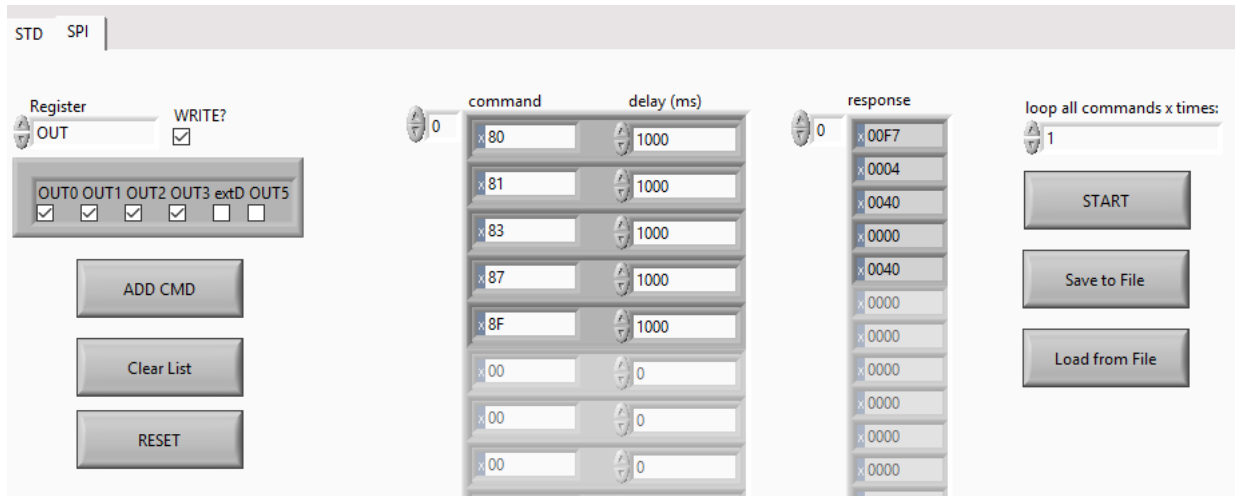 STD SPI
Register
WRITE?
OUT
OUT0 OUT1 OUT2 OUT3 extD OUT5
ADD CMD
Clear List
RESET
command delay (ms)
0
x 80 1000
x 81 1000
x 83 1000
x 87 1000
x 8F 1000
x 00 0
x 00 0
x 00 0
response
0
x 00F7
x 0004
x 0040
x 0000
x 0040
x 0000
x 0000
x 0000
x 0000
x 0000
x 0000
loop all commands x times:
1
START
Save to File
Load from File